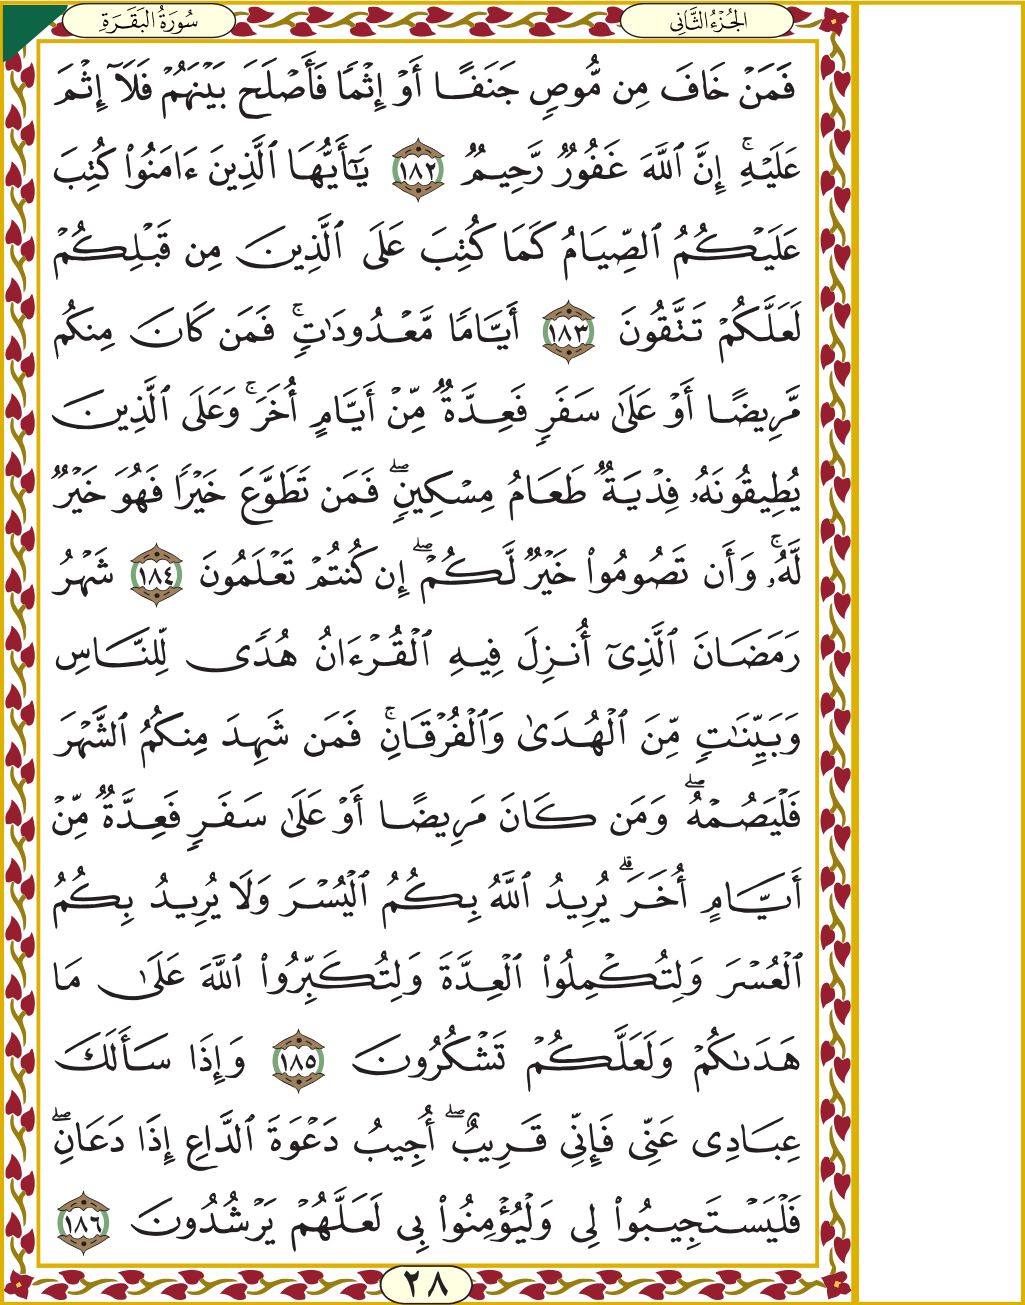 الجُزْءُ الثَّانِي
سُورَةُ البَقَرَةِ
فَمَنْ خَافَ مِن مُّوصٍ جَنَفًا أَوْ إِثْمًا فَأَصْلَحَ بَيْنَهُمْ فَلَآ إِثْمَ
عَلَيْهِۚ إِنَّ ٱللَّهَ غَفُورٌ رَّحِيمٌ ١٨٢ يَٰٓأَيُّهَا ٱلَّذِينَ ءَامَنُواْ كُتِبَ
عَلَيْكُمُ ٱلصِّيَامُ كَمَا كُتِبَ عَلَى ٱلَّذِينَ مِن قَبْلِكُمْ
لَعَلَّكُمْ تَتَّقُونَ ١٨٣ أَيَّامًا مَّعْدُودَٰتٍۚ فَمَن كَانَ مِنكُم
مَّرِيضًا أَوْ عَلَىٰ سَفَرٍ فَعِدَّةٌ مِّنْ أَيَّامٍ أُخَرَۚ وَعَلَى ٱلَّذِينَ
يُطِيقُونَهُۥ فِدْيَةٌ طَعَامُ مِسْكِينٍۖ فَمَن تَطَوَّعَ خَيْرًا فَهُوَ خَيْرٌ
لَّهُۥۚ وَأَن تَصُومُواْ خَيْرٌ لَّكُمْۖ إِن كُنتُمْ تَعْلَمُونَ ١٨٤ شَهْرُ
رَمَضَانَ ٱلَّذِىٓ أُنزِلَ فِيهِ ٱلْقُرْءَانُ هُدًى لِّلنَّاسِ
وَبَيِّنَٰتٍ مِّنَ ٱلْهُدَىٰ وَٱلْفُرْقَانِۚ فَمَن شَهِدَ مِنكُمُ ٱلشَّهْرَ
فَلْيَصُمْهُۖ وَمَن كَانَ مَرِيضًا أَوْ عَلَىٰ سَفَرٍ فَعِدَّةٌ مِّنْ
أَيَّامٍ أُخَرَۗ يُرِيدُ ٱللَّهُ بِكُمُ ٱلْيُسْرَ وَلَا يُرِيدُ بِكُمُ
ٱلْعُسْرَ وَلِتُكْمِلُواْ ٱلْعِدَّةَ وَلِتُكَبِّرُواْ ٱللَّهَ عَلَىٰ مَا
هَدَىٰكُمْ وَلَعَلَّكُمْ تَشْكُرُونَ ١٨٥ وَإِذَا سَأَلَكَ
عِبَادِى عَنِّى فَإِنِّى قَرِيبٌۖ أُجِيبُ دَعْوَةَ ٱلدَّاعِ إِذَا دَعَانِۖ
فَلْيَسْتَجِيبُواْ لِى وَلْيُؤْمِنُواْ بِى لَعَلَّهُمْ يَرْشُدُونَ ١٨٦
٢٨